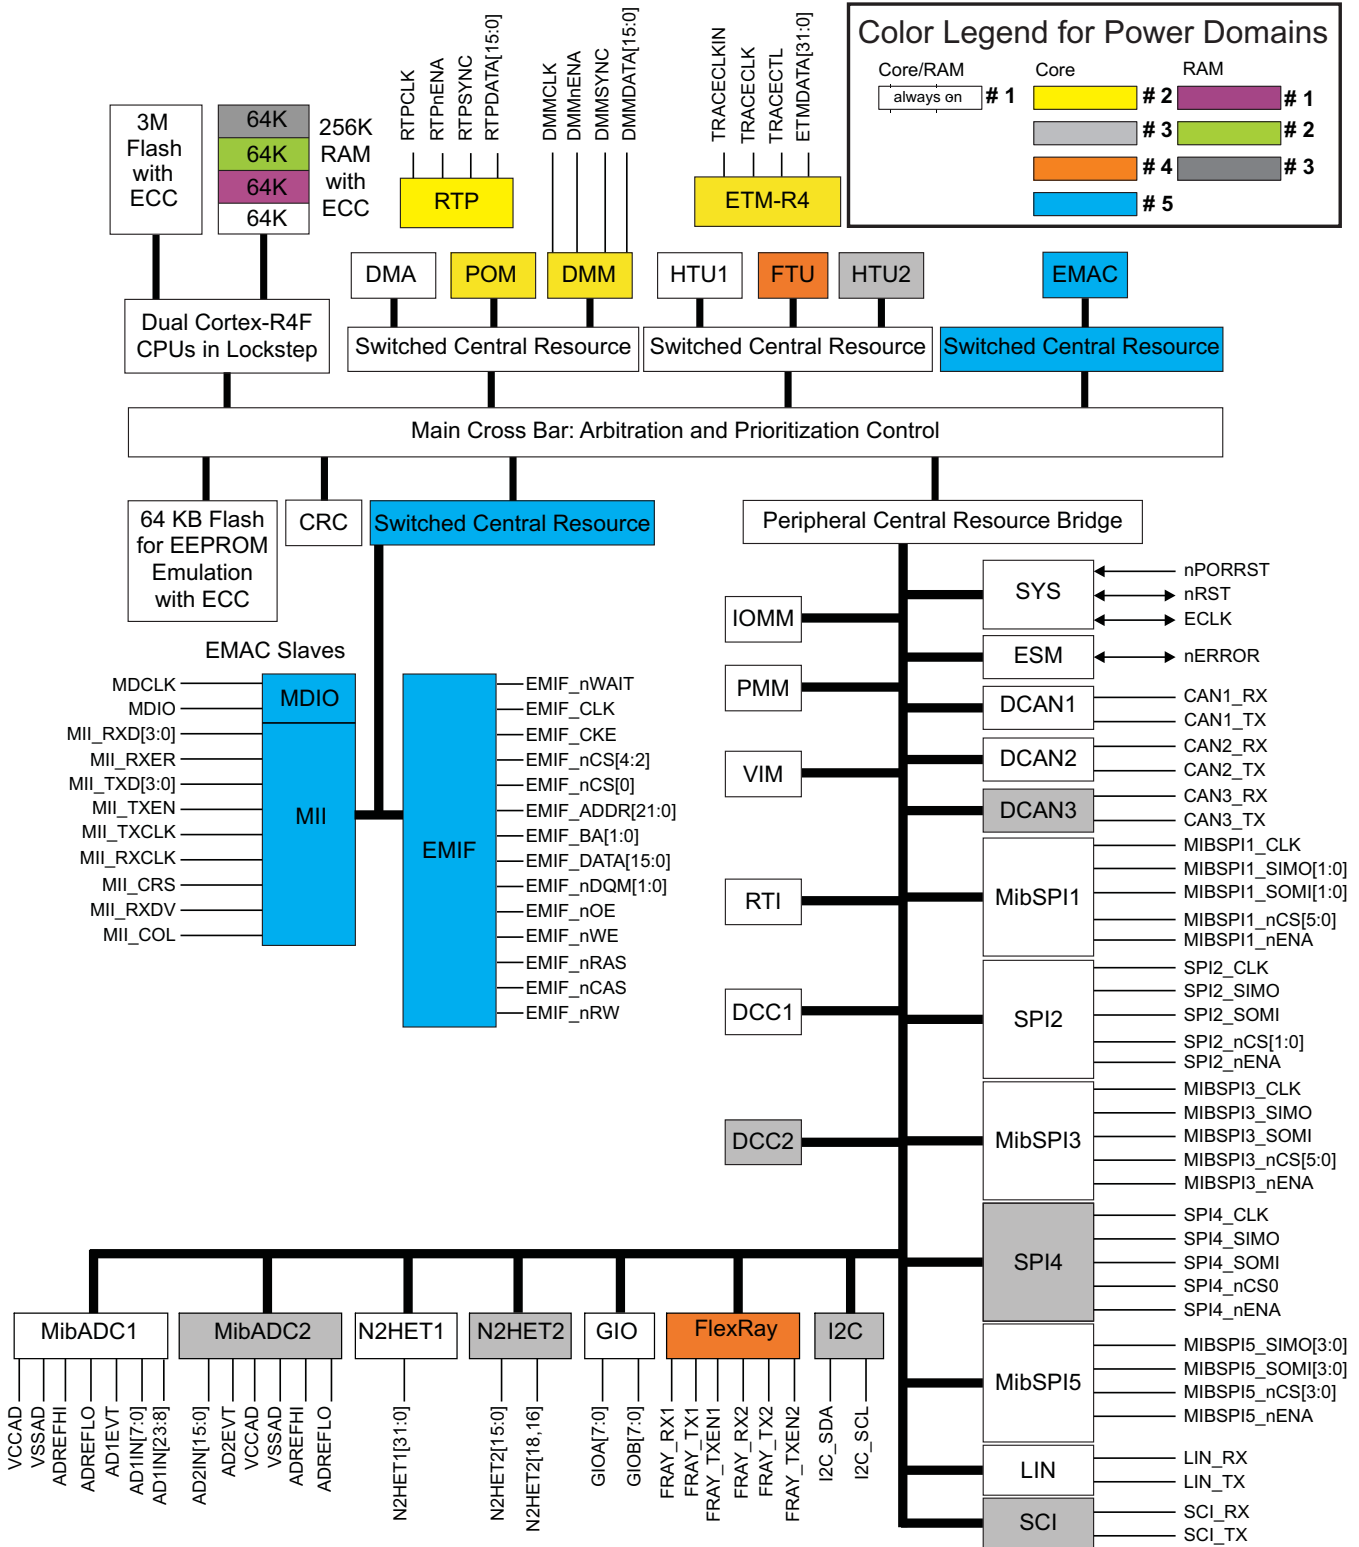 Color Legend for Power Domains
Core/RAM
Core
RAM
always on
# 1
# 2
# 1
# 3
# 2
# 4
# 3
# 5
3M
Flash
with
ECC
64K
64K
64K
64K
256K
RAM
with
ECC
RTPCLK
RTPnENA
RTPSYNC
RTPDATA[15:0]
RTP
DMMCLK
DMMnENA
DMMSYNC
DMMDATA[15:0]
TRACECLKIN
TRACECLK
TRACECTL
ETMDATA[31:0]
ETM-R4
DMA
POM
DMM
HTU1
FTU
HTU2
EMAC
Dual Cortex-R4F
CPUs in Lockstep
Switched Central Resource
Switched Central Resource
Switched Central Resource
Main Cross Bar: Arbitration and Prioritization Control
64 KB Flash
for EEPROM
Emulation
with ECC
CRC
Switched Central Resource
Peripheral Central Resource Bridge
EMAC Slaves
MDCLK
MDIO
MII_RXD[3:0]
MII_RXER
MII_TXD[3:0]
MII_TXEN
MII_TXCLK
MII_RXCLK
MII_CRS
MII_RXDV
MII_COL
MDIO
MII
EMIF
EMIF_nWAIT
EMIF_CLK
EMIF_CKE
EMIF_nCS[4:2]
EMIF_nCS[0]
EMIF_ADDR[21:0]
EMIF_BA[1:0]
EMIF_DATA[15:0]
EMIF_nDQM[1:0]
EMIF_nOE
EMIF_nWE
EMIF_nRAS
EMIF_nCAS
EMIF_nRW
IOMM
PMM
VIM
RTI
DCC1
DCC2
SYS
nPORRST
nRST
ECLK
ESM
nERROR
DCAN1
CAN1_RX
CAN1_TX
DCAN2
CAN2_RX
CAN2_TX
DCAN3
CAN3_RX
CAN3_TX
MibSPI1
MIBSPI1_CLK
MIBSPI1_SIMO[1:0]
MIBSPI1_SOMI[1:0]
MIBSPI1_nCS[5:0]
MIBSPI1_nENA
SPI2
SPI2_CLK
SPI2_SIMO
SPI2_SOMI
SPI2_nCS[1:0]
SPI2_nENA
MibSPI3
MIBSPI3_CLK
MIBSPI3_SIMO
MIBSPI3_SOMI
MIBSPI3_nCS[5:0]
MIBSPI3_nENA
SPI4
SPI4_CLK
SPI4_SIMO
SPI4_SOMI
SPI4_nCS0
SPI4_nENA
MibSPI5
MIBSPI5_SIMO[3:0]
MIBSPI5_SOMI[3:0]
MIBSPI5_nCS[3:0]
MIBSPI5_nENA
LIN
LIN_RX
LIN_TX
SCI
SCI_RX
SCI_TX
MibADC1
MibADC2
N2HET1
N2HET2
GIO
FlexRay
I2C
VCCAD
VSSAD
ADREFHI
ADREFLO
AD1EVT
AD1IN[7:0]
AD1IN[23:8]
AD2IN[15:0]
AD2EVT
VCCAD
VSSAD
ADREFHI
ADREFLO
N2HET1[31:0]
N2HET2[15:0]
N2HET2[18,16]
GIOA[7:0]
GIOB[7:0]
FRAY_RX1
FRAY_TX1
FRAY_TXEN1
FRAY_RX2
FRAY_TX2
FRAY_TXEN2
I2C_SDA
I2C_SCL